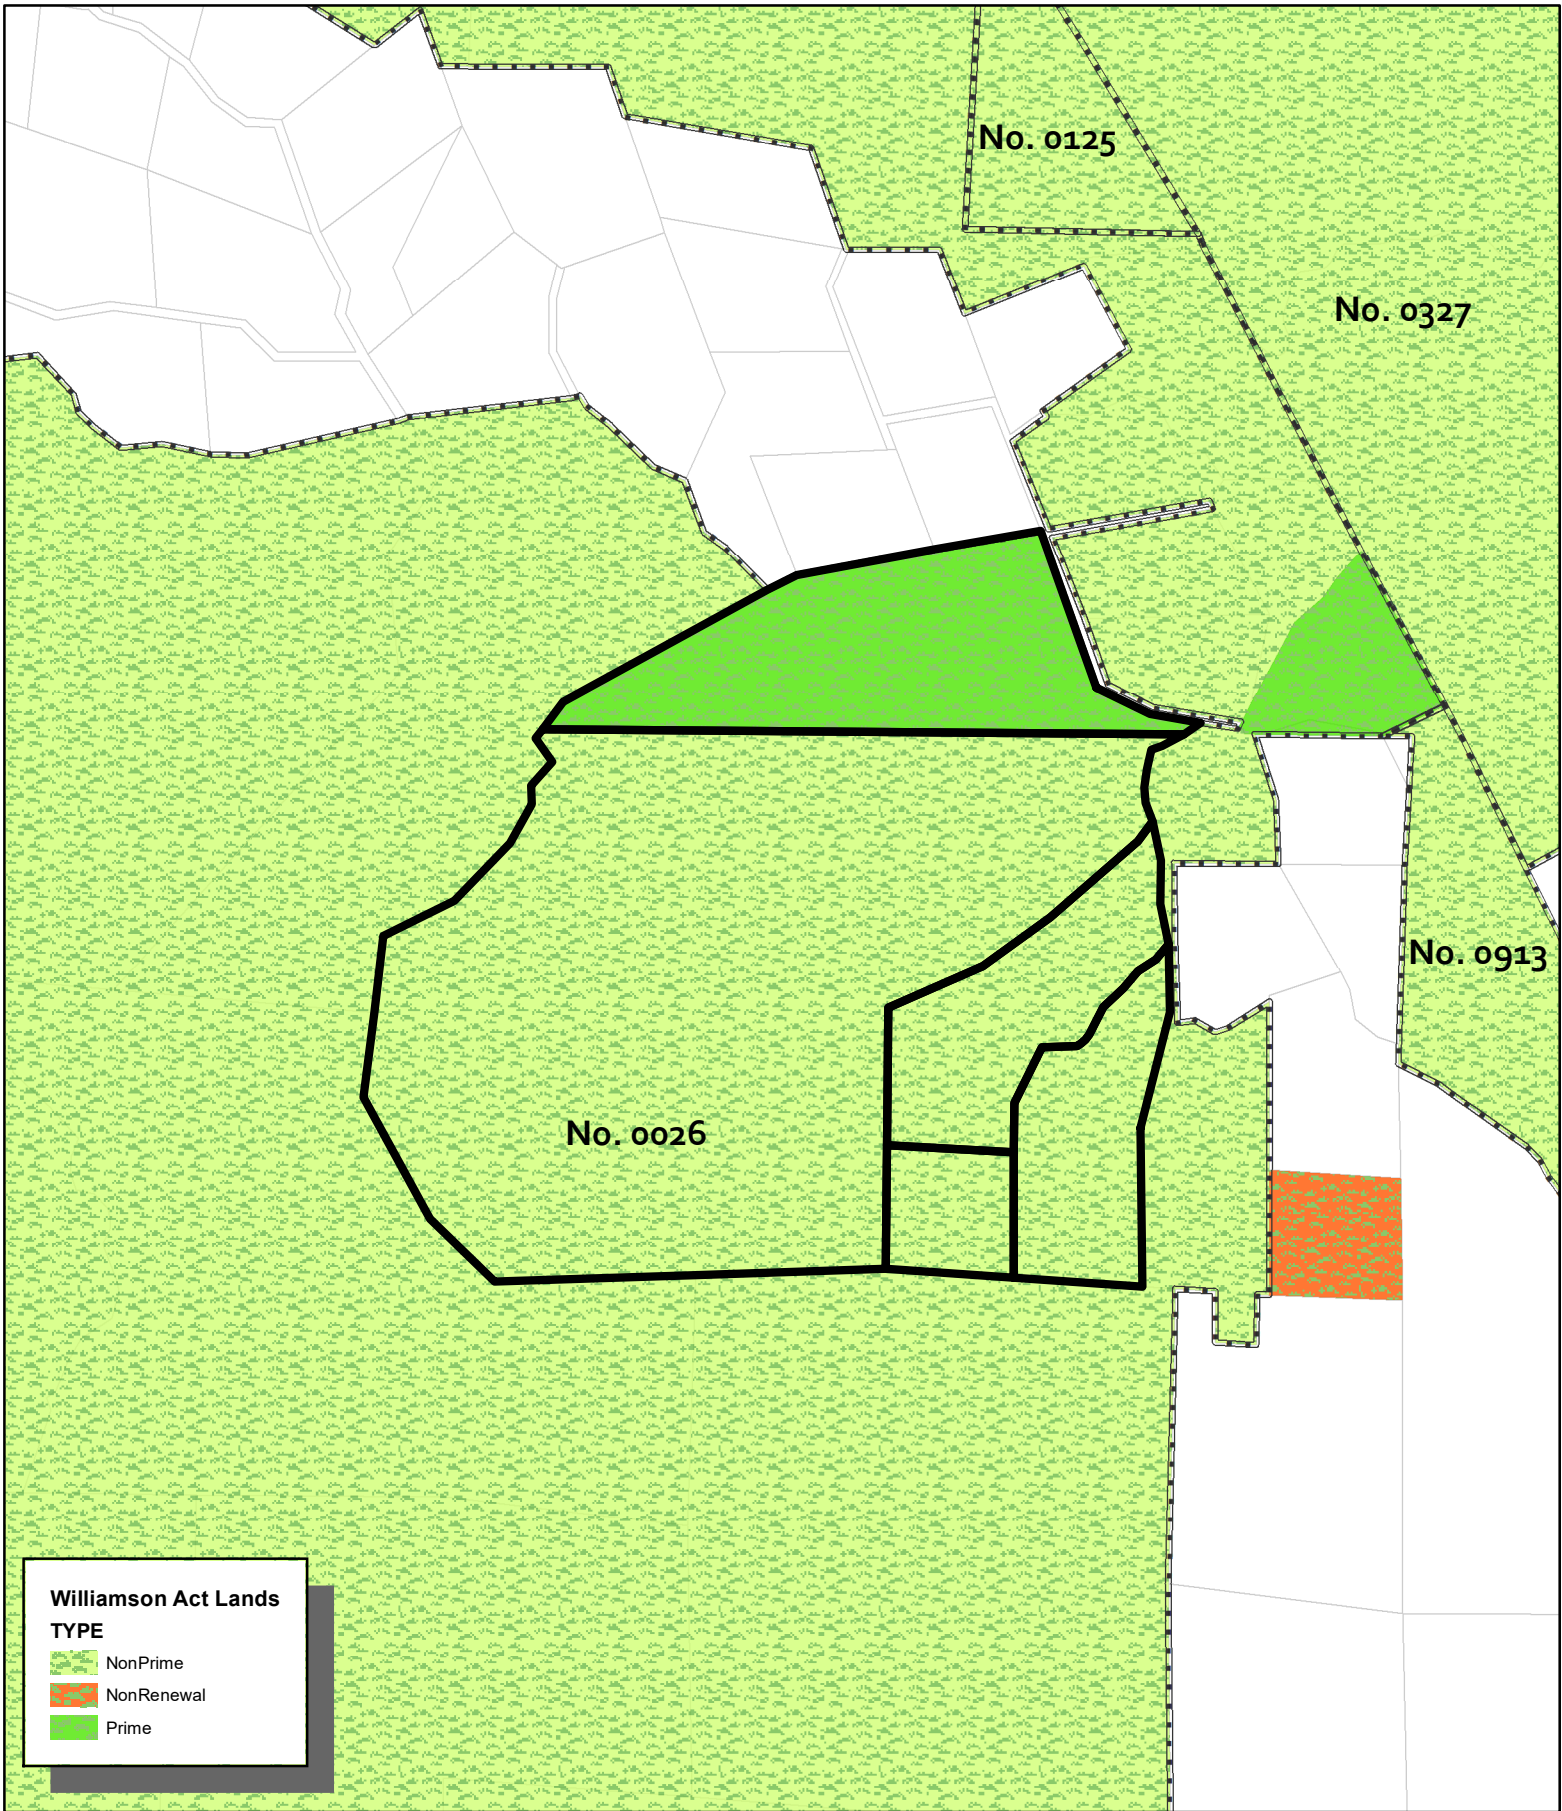 No. 0125
No. 0327
No. 0913
No. 0026
Williamson Act Lands
TYPE
NonPrime
NonRenewal
Prime